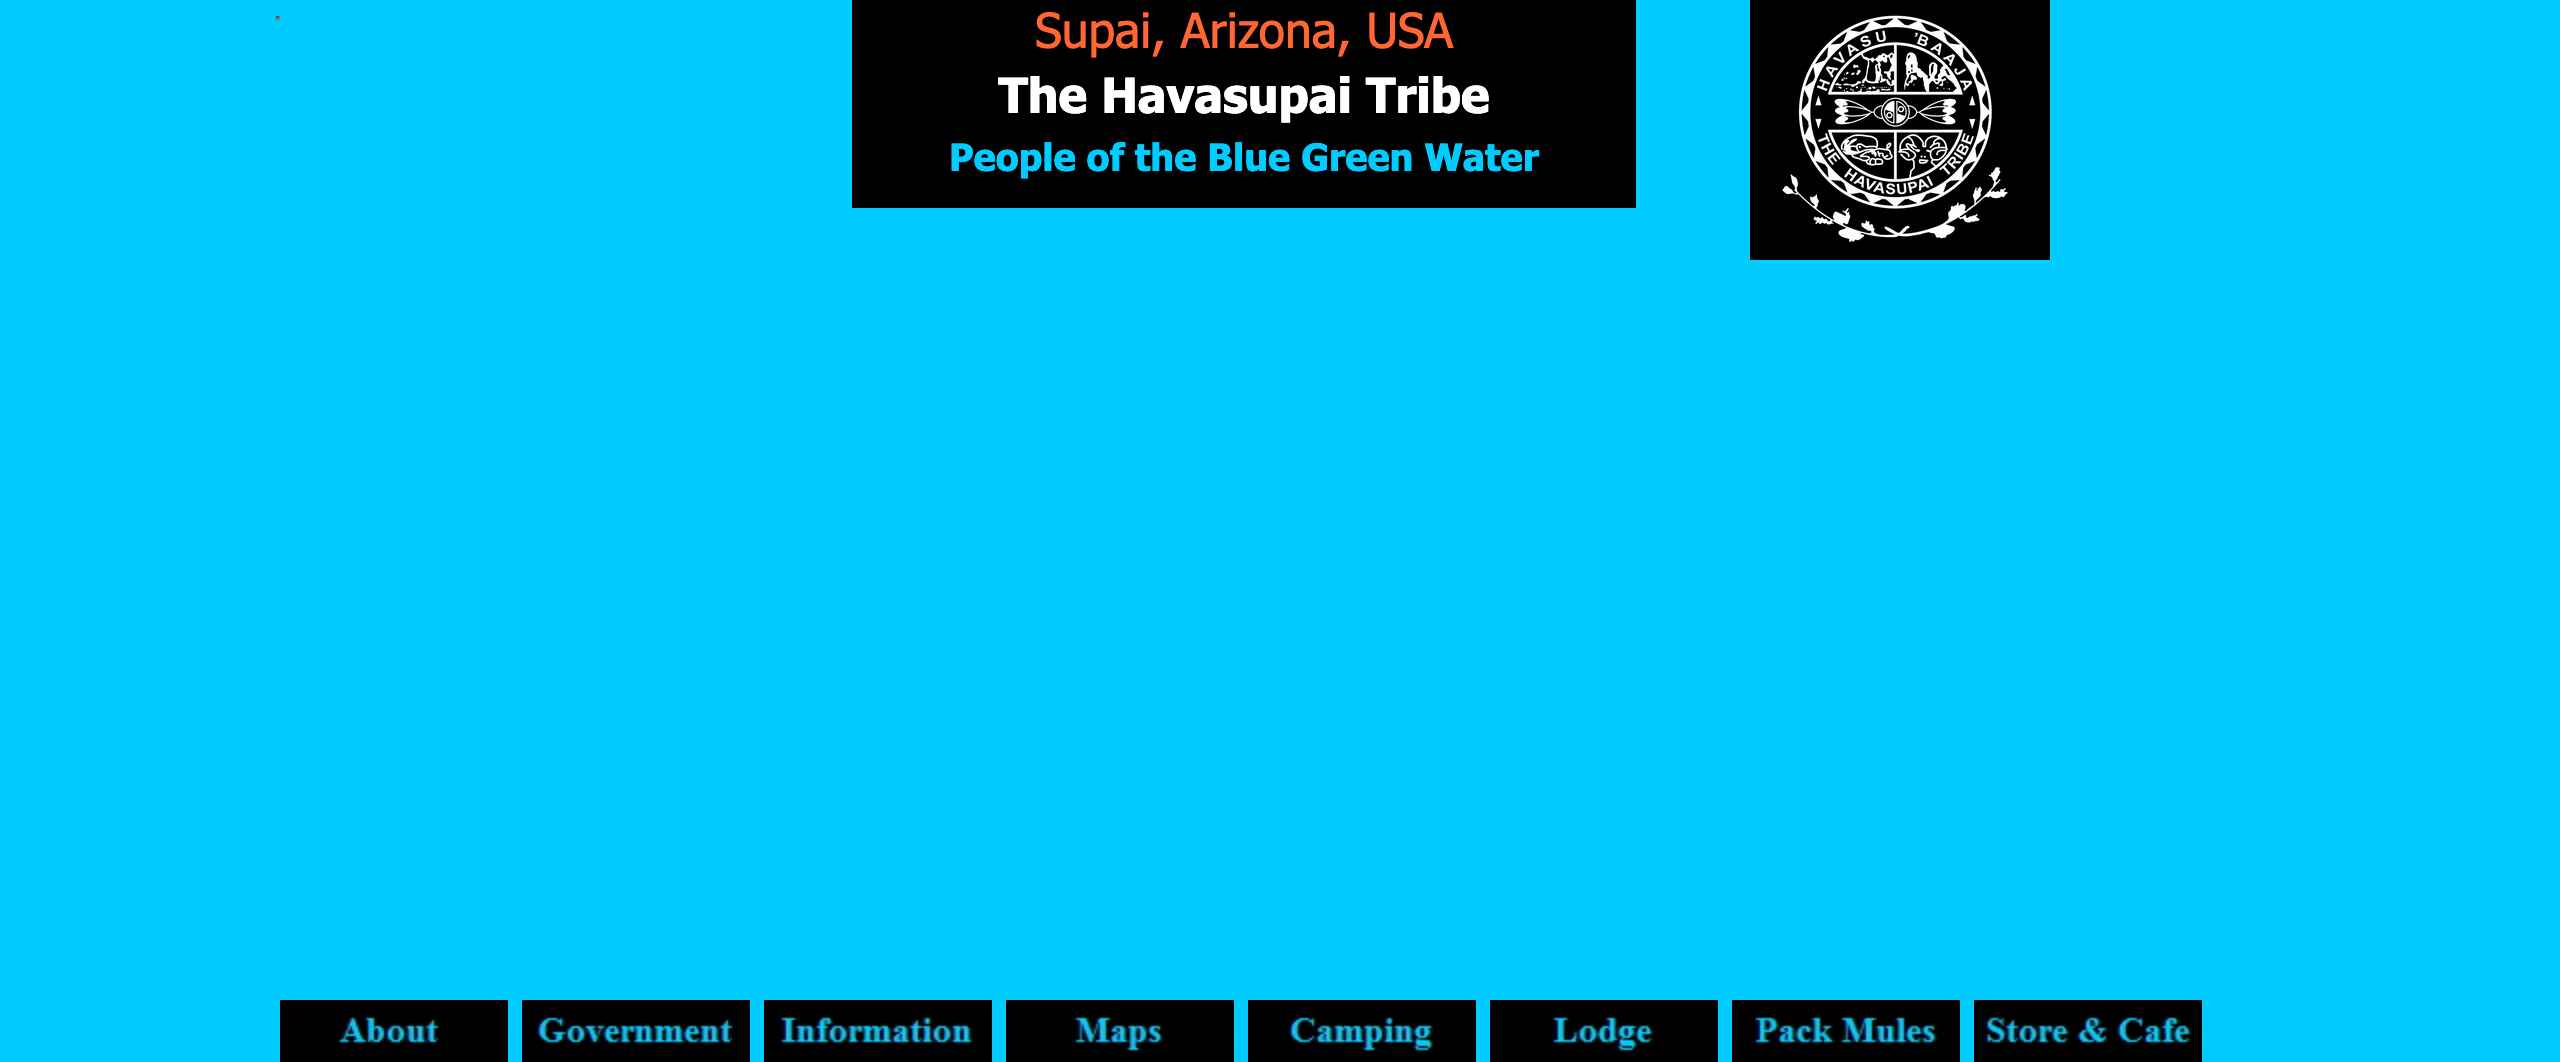 Supai, Arizona, USA
The Havasupai Tribe
People of the Blue Green Water
HAVASU 'BAAJA
THE HAVASUPAI TRIBE
About
Government
Information
Maps
Camping
Lodge
Pack Mules
Store & Cafe